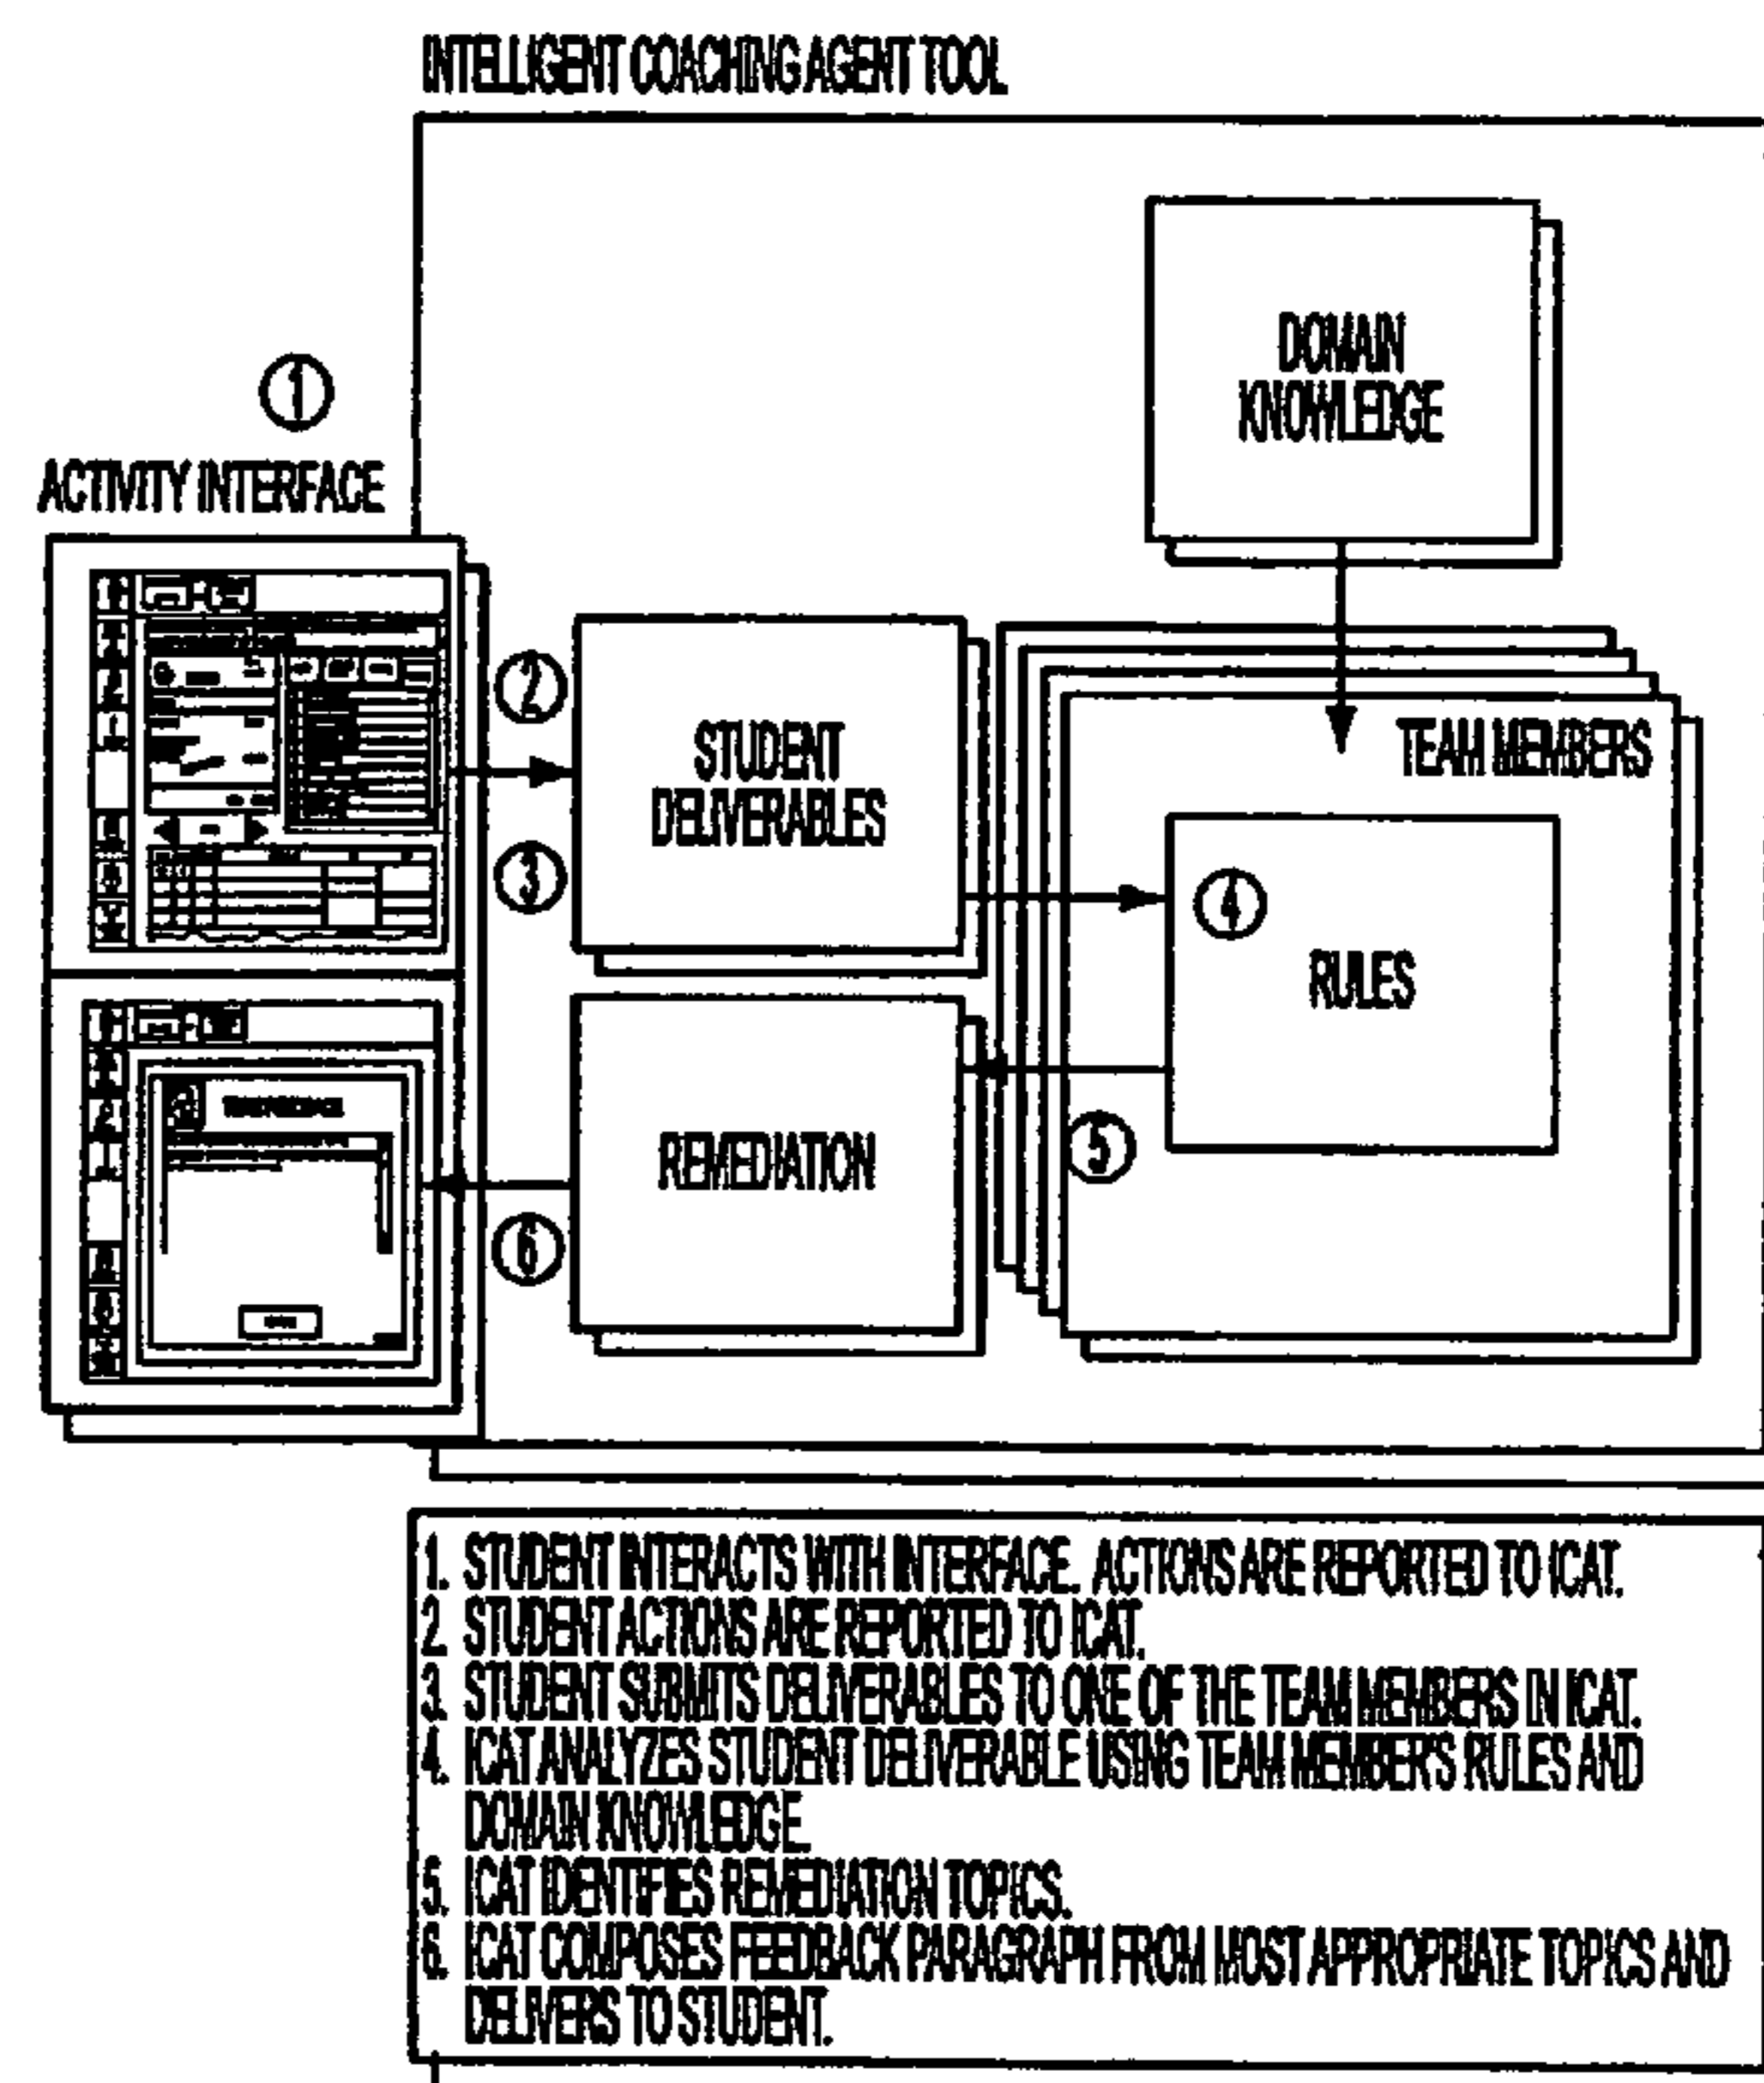 INTELLIGENT COACHING AGENT TOOL
DOMAIN
KNOWLEDGE
1
ACTIVITY INTERFACE
2
STUDENT
DELIVERABLES
TEAM MEMBERS
3
4
RULES
REMEDIATION
5
6
1. STUDENT INTERACTS WITH INTERFACE. ACTIONS ARE REPORTED TO ICAT.
2. STUDENT ACTIONS ARE REPORTED TO ICAT.
3. STUDENT SUBMITS DELIVERABLES TO ONE OF THE TEAM MEMBERS IN ICAT.
4. ICAT ANALYZES STUDENT DELIVERABLE USING TEAM MEMBER'S RULES AND
DOMAIN KNOWLEDGE.
5. ICAT IDENTIFIES REMEDIATION TOPICS.
6. ICAT COMPOSES FEEDBACK PARAGRAPH FROM MOST APPROPRIATE TOPICS AND
DELIVERS TO STUDENT.